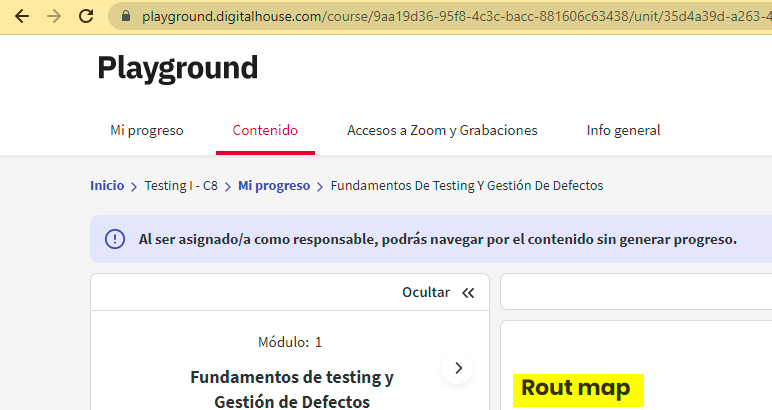 playground.digitalhouse.com/course/9aa19d36-95f8-4c3c-bacc-881606c63438/unit/35d4a39d-a263-4
Playground
Mi progreso Contenido Accesos a Zoom y Grabaciones Info general
Inicio > Testing I - C8 > Mi progreso > Fundamentos De Testing Y Gestión De Defectos
Al ser asignado/a como responsable, podrás navegar por el contenido sin generar progreso.
Ocultar «
Módulo: 1
Fundamentos de testing y
Gestión de Defectos
Rout map